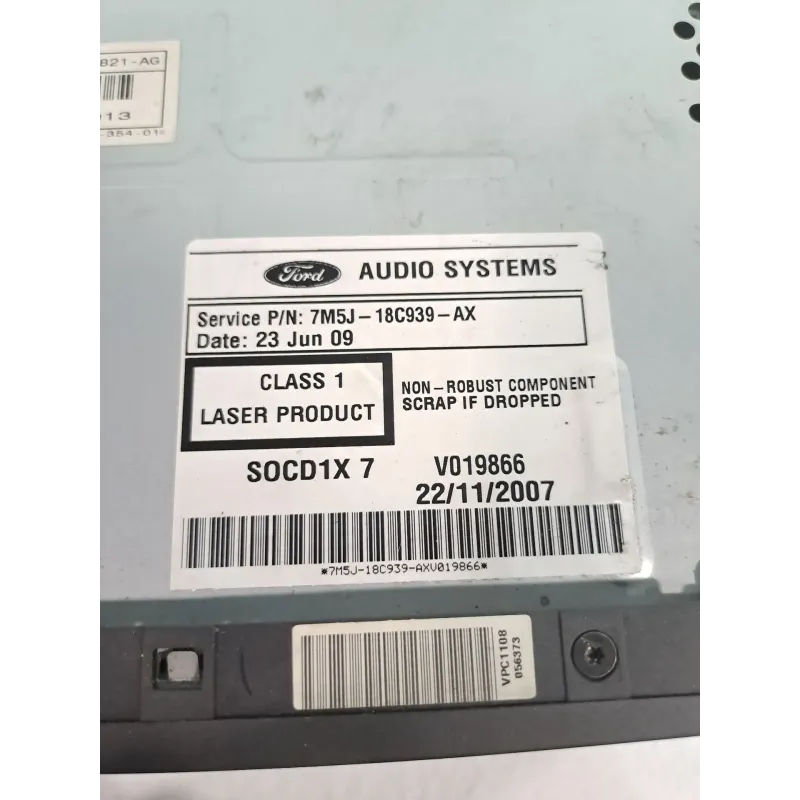 821-AG
13
-354-01
Ford AUDIO SYSTEMS
Service P/N: 7M5J-18C939-AX
Date: 23 Jun 09
CLASS 1
LASER PRODUCT
NON-ROBUST COMPONENT
SCRAP IF DROPPED
SOCD1X 7 V019866
22/11/2007
*7M5J-18C939-AXV019866*
VPC1108
056373